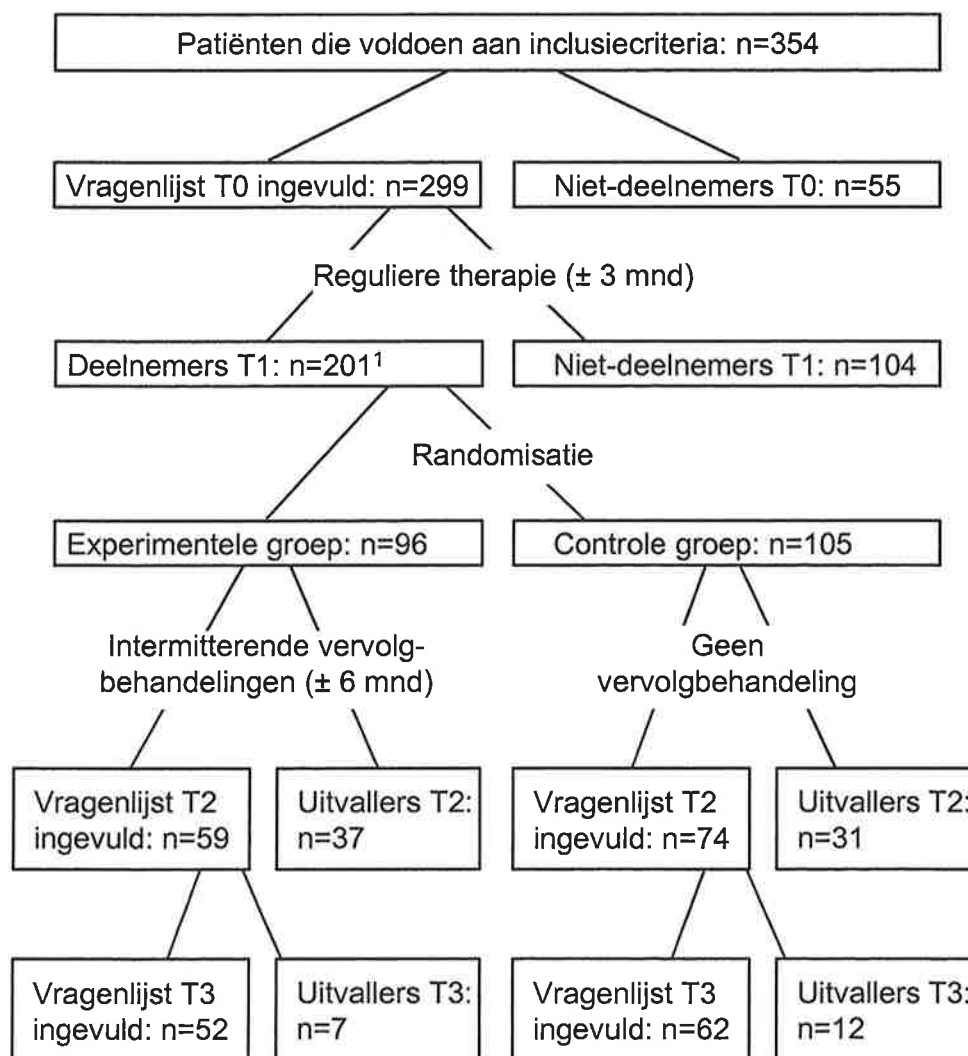 Patiënten die voldoen aan inclusiecriteria: n=354
Vragenlijst T0 ingevuld: n=299
Niet-deelnemers T0: n=55
Reguliere therapie (± 3 mnd)
Deelnemers T1: n=201¹
Niet-deelnemers T1: n=104
Randomisatie
Experimentele groep: n=96
Controle groep: n=105
Intermitterende vervolg-
behandelingen (± 6 mnd)
Geen
vervolgbehandeling
Vragenlijst T2
ingevuld: n=59
Uitvallers T2:
n=37
Vragenlijst T2
ingevuld: n=74
Uitvallers T2:
n=31
Vragenlijst T3
ingevuld: n=52
Uitvallers T3:
n=7
Vragenlijst T3
ingevuld: n=62
Uitvallers T3:
n=12